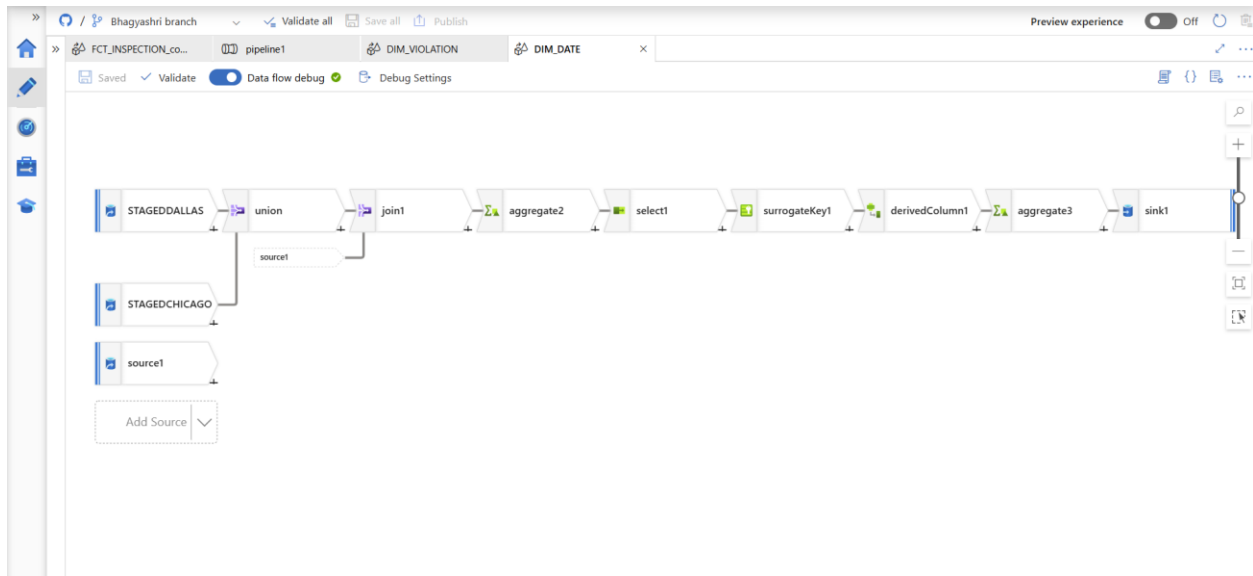 » / Bhagyashri branch Validate all Save all Publish Preview experience Off
» FCT_INSPECTION_co... pipeline1 DIM_VIOLATION DIM_DATE ×
Saved Validate Data flow debug Debug Settings {} ...
STAGEDDALLAS union join1 aggregate2 select1 surrogateKey1 derivedColumn1 aggregate3 sink1
source1
STAGEDCHICAGO
source1
Add Source